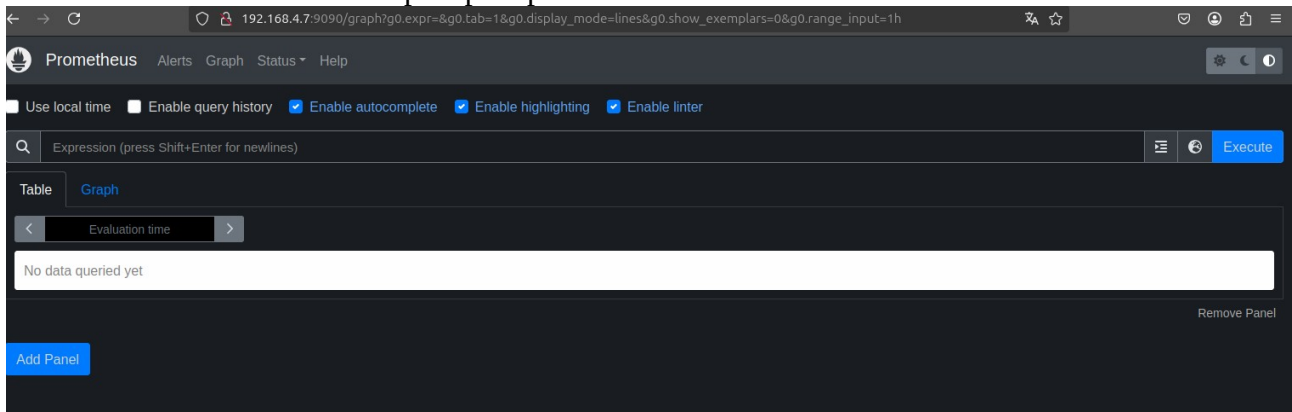 192.168.4.7:9090/graph?g0.expr=&g0.tab=1&g0.display_mode=lines&g0.show_exemplars=0&g0.range_input=1h
Prometheus Alerts Graph Status Help
Use local time Enable query history Enable autocomplete Enable highlighting Enable linter
Expression (press Shift+Enter for newlines) Execute
Table Graph
Evaluation time
No data queried yet
Remove Panel
Add Panel